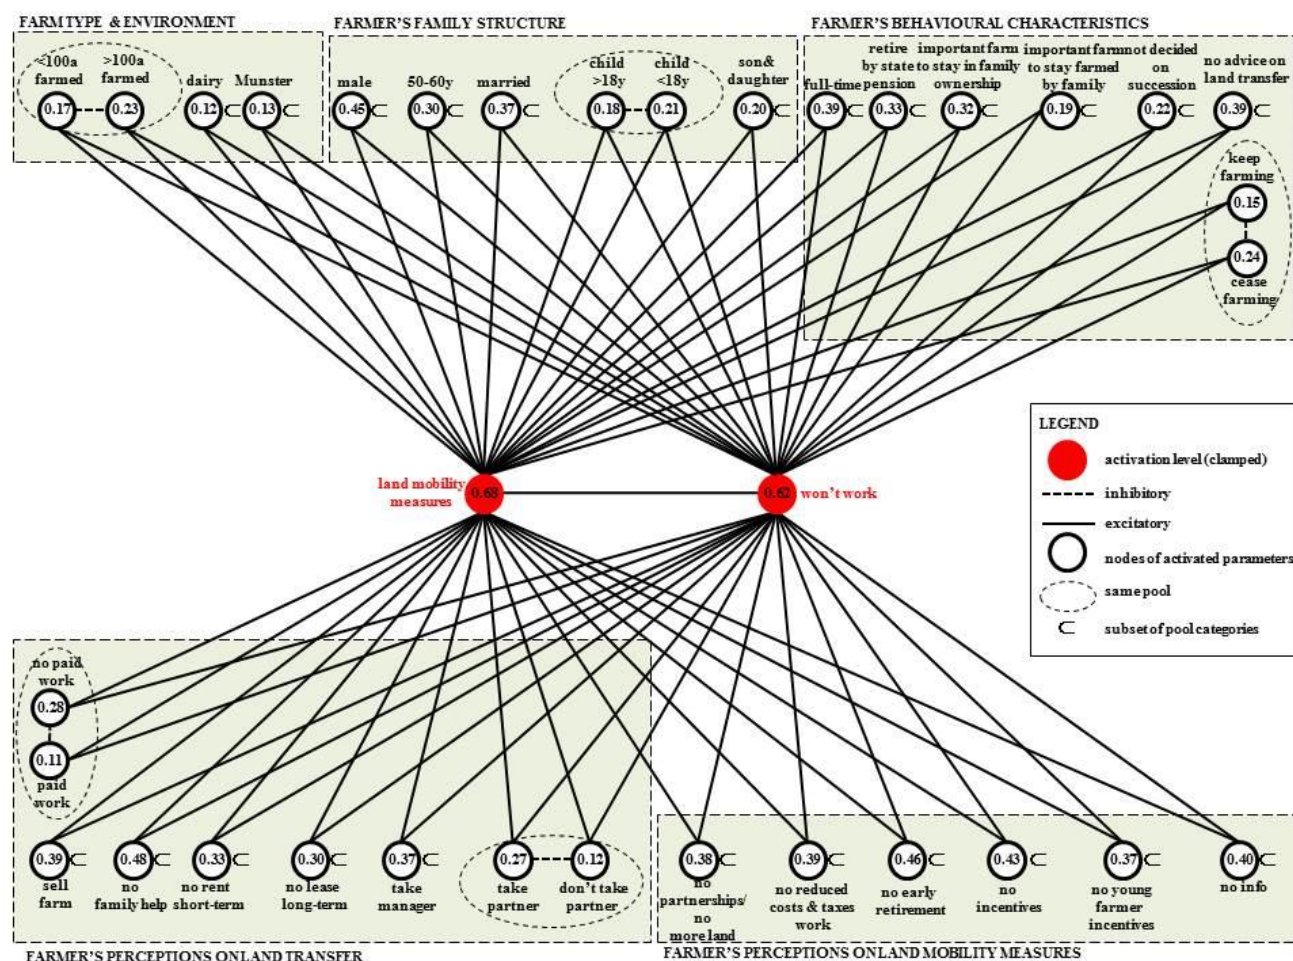 FARM TYPE & ENVIRONMENT
FARMER'S FAMILY STRUCTURE
FARMER'S BEHAVIOURAL CHARACTERISTICS
<100a
farmed
>100a
farmed
dairy
Munster
male
50-60y
married
child
>18y
child
<18y
son&
daughter
full-time
retire
by state
pension
important farm
to stay in family
ownership
important farm
to stay farmed
by family
not decided
on
succession
no advice on
land transfer
0.17
0.23
0.12
0.13
0.45
0.30
0.37
0.18
0.21
0.20
0.39
0.33
0.32
0.19
0.22
0.39
keep
farming
0.15
0.24
cease
farming
land mobility
measures
0.68
0.62
won't work
LEGEND
activation level (clamped)
inhibitory
excitatory
nodes of activated parameters
same pool
subset of pool categories
no paid
work
0.28
0.11
paid
work
0.39
0.48
0.33
0.30
0.37
0.27
0.12
0.38
0.39
0.46
0.43
0.37
0.40
sell
farm
no
family help
no rent
short-term
no lease
long-term
take
manager
take
partner
don't take
partner
no
partnerships/
no
more land
no reduced
costs & taxes
work
no early
retirement
no
incentives
no young
farmer
incentives
no info
FARMER'S PERCEPTIONS ON LAND TRANSFER
FARMER'S PERCEPTIONS ON LAND MOBILITY MEASURES